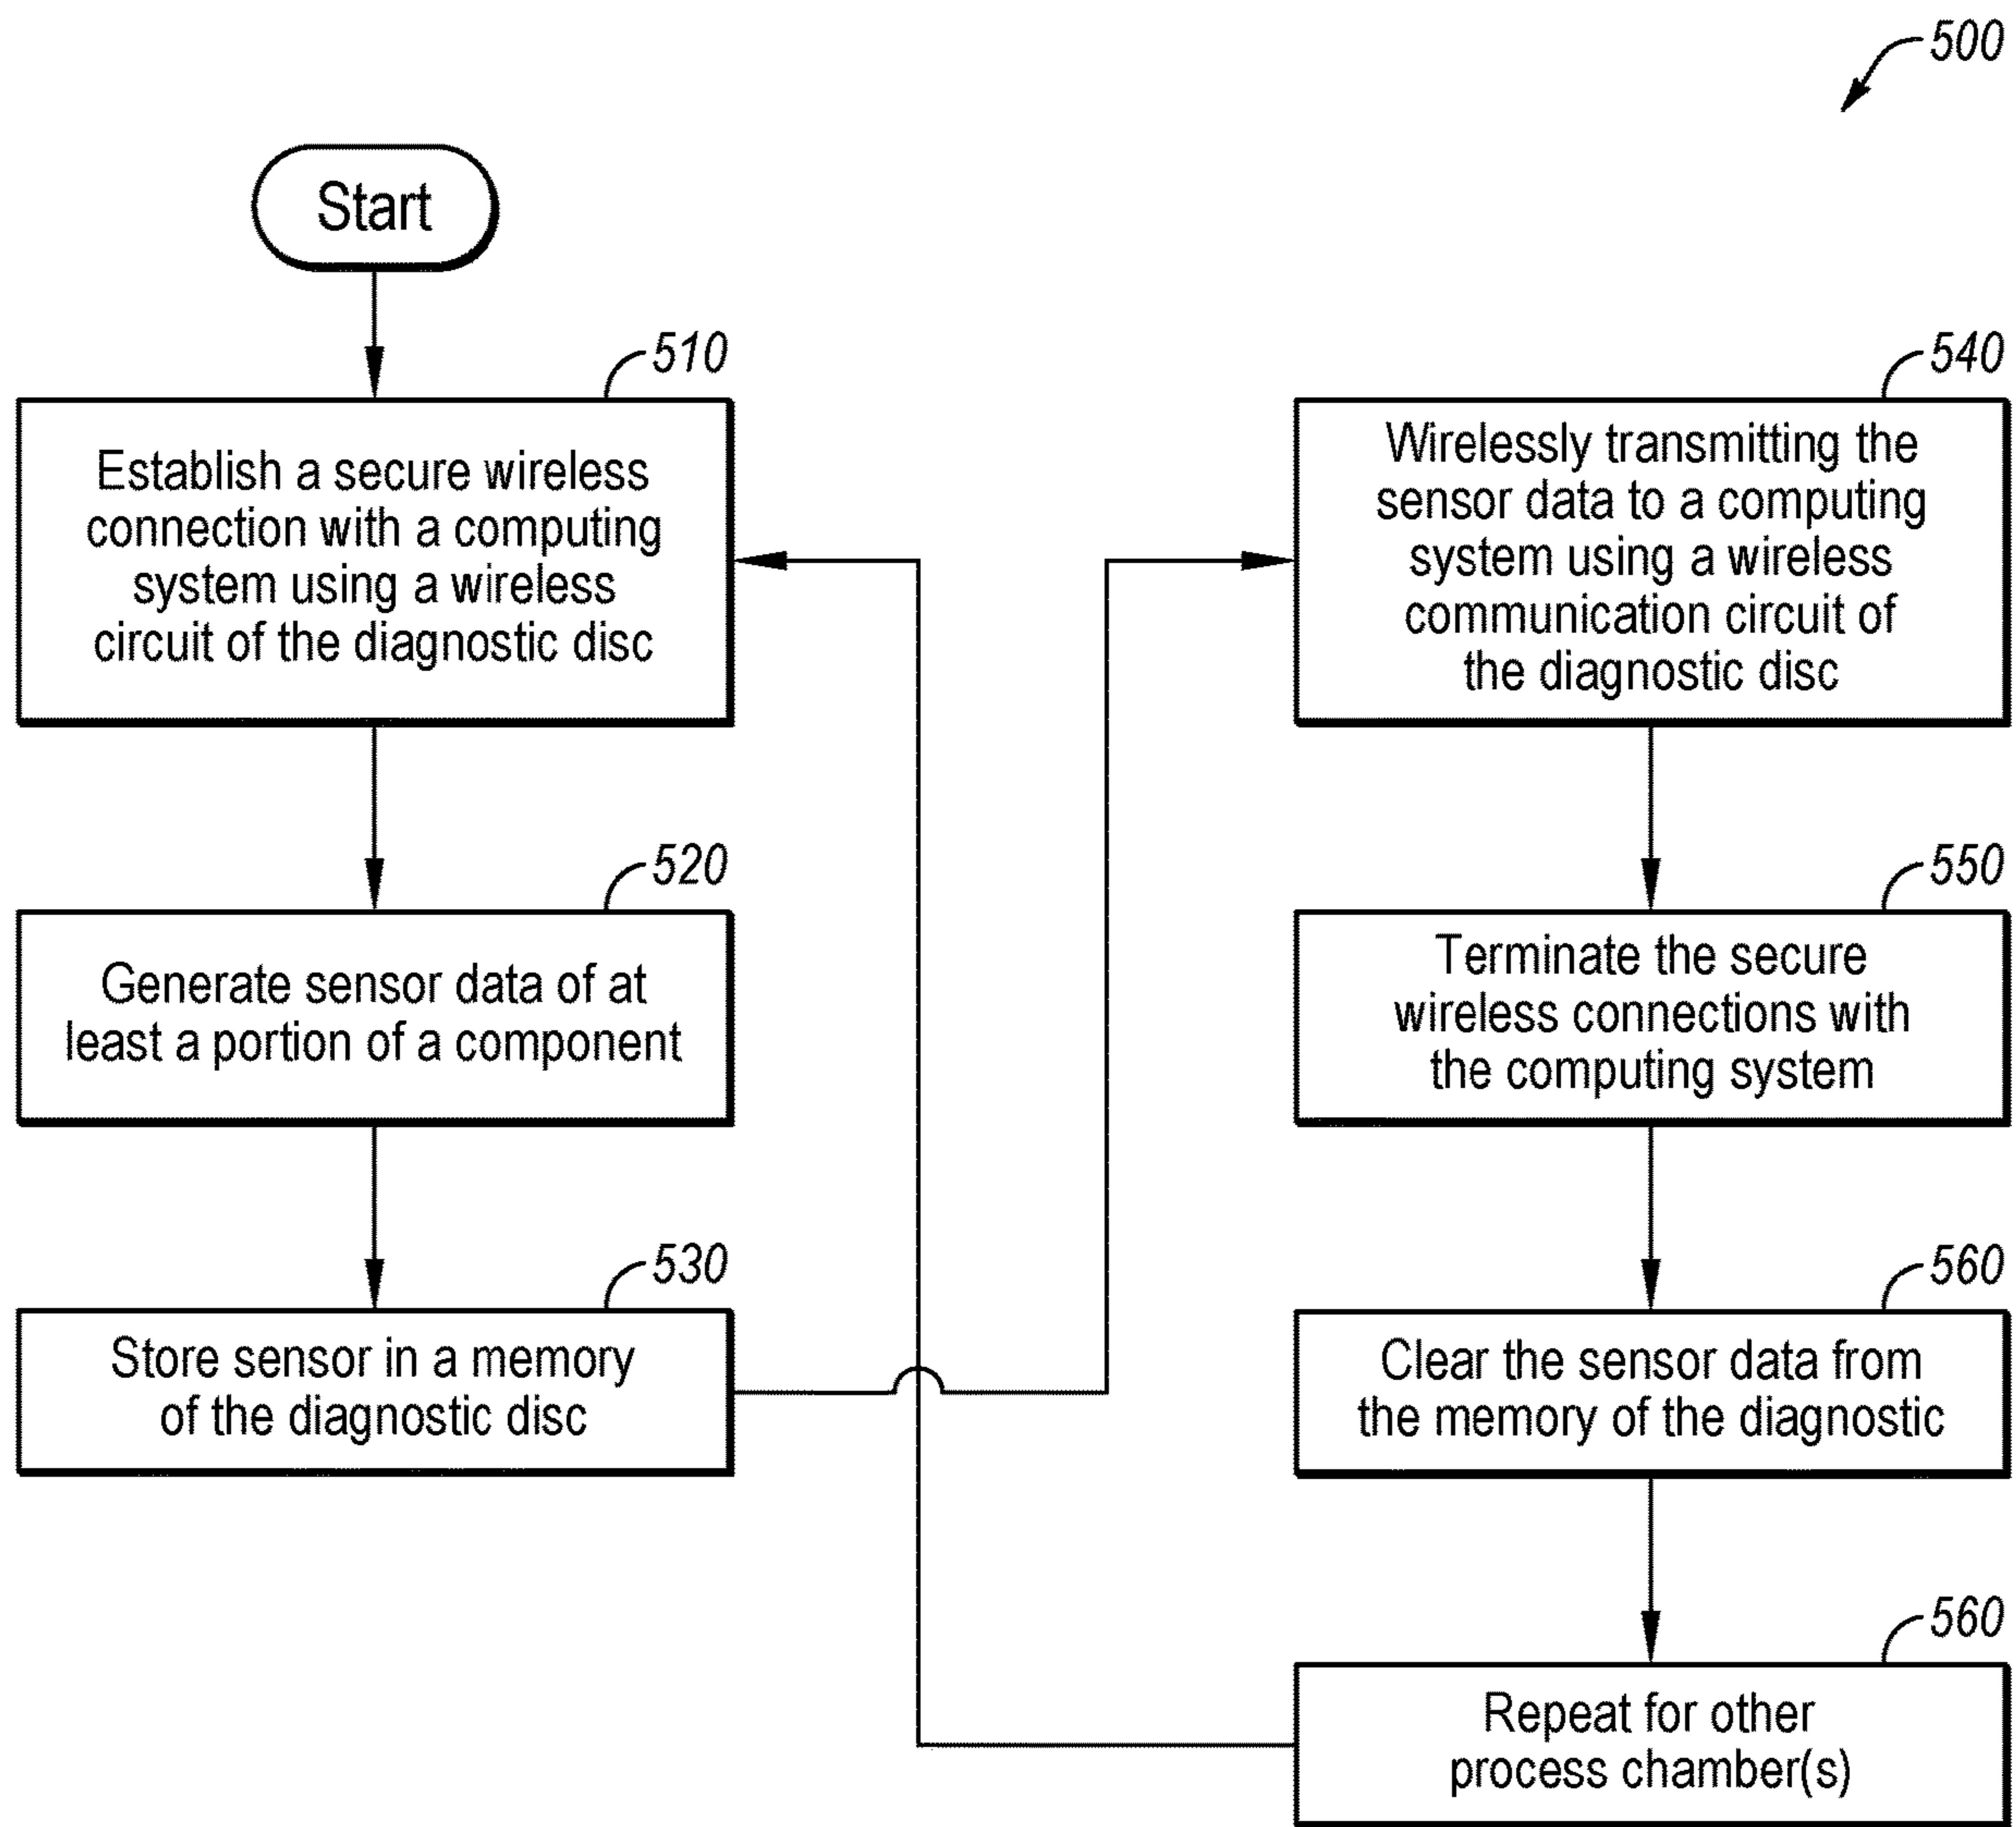 500
Start
510
Establish a secure wireless
connection with a computing
system using a wireless
circuit of the diagnostic disc
520
Generate sensor data of at
least a portion of a component
530
Store sensor in a memory
of the diagnostic disc
540
Wirelessly transmitting the
sensor data to a computing
system using a wireless
communication circuit of
the diagnostic disc
550
Terminate the secure
wireless connections with
the computing system
560
Clear the sensor data from
the memory of the diagnostic
560
Repeat for other
process chamber(s)